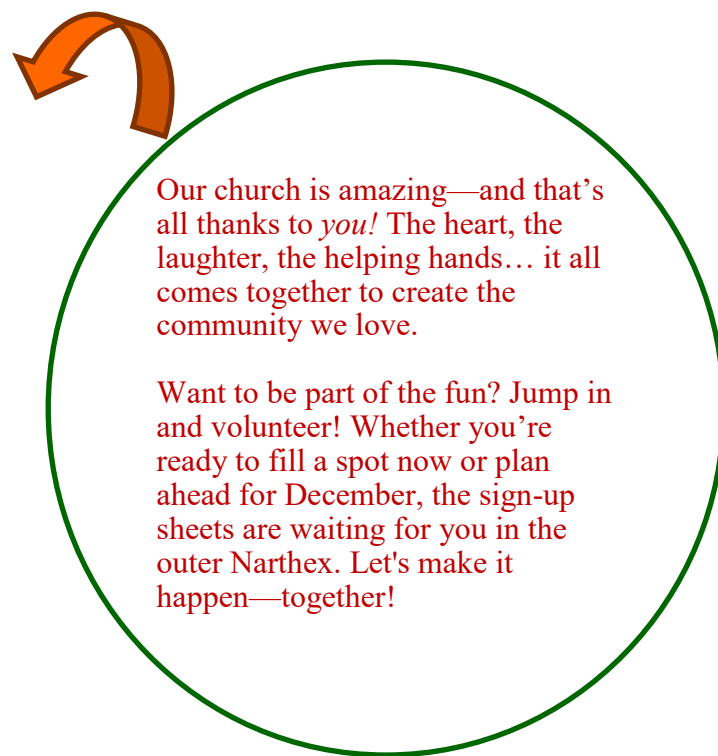 Our church is amazing—and that’s
all thanks to you! The heart, the
laughter, the helping hands… it all
comes together to create the
community we love.
Want to be part of the fun? Jump in
and volunteer! Whether you’re
ready to fill a spot now or plan
ahead for December, the sign-up
sheets are waiting for you in the
outer Narthex. Let's make it
happen—together!